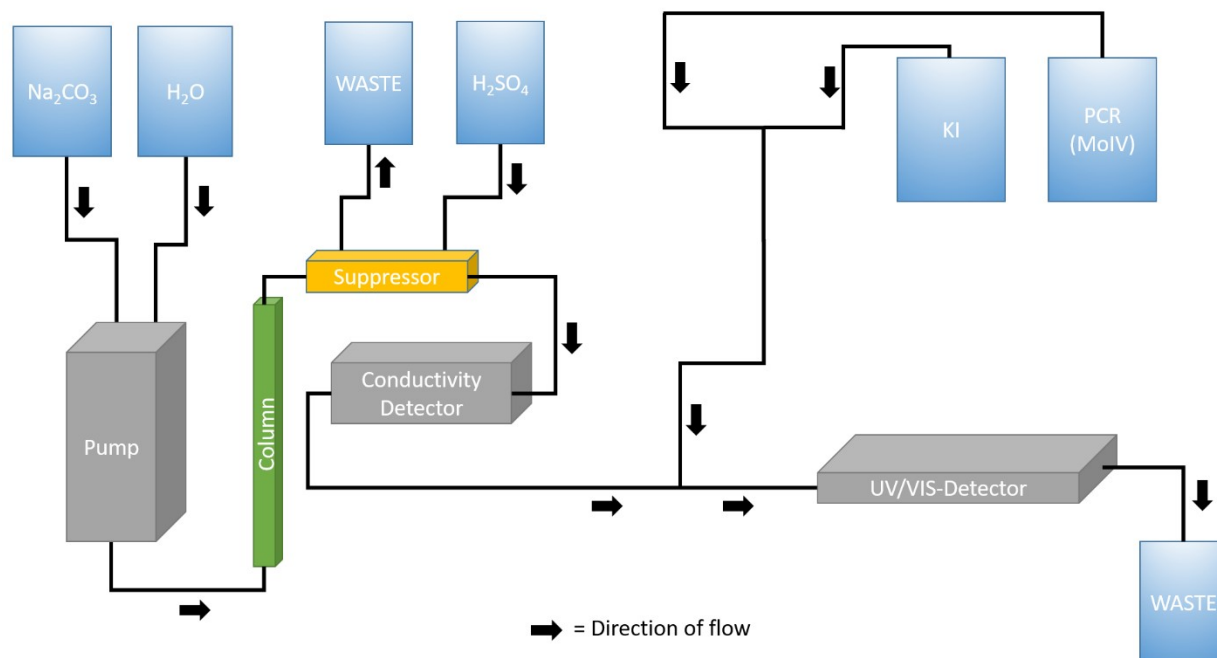 Na₂CO₃
H₂O
WASTE
H₂SO₄
KI
PCR
(MoIV)
Suppressor
Conductivity
Detector
Pump
Column
UV/VIS-Detector
WASTE
= Direction of flow